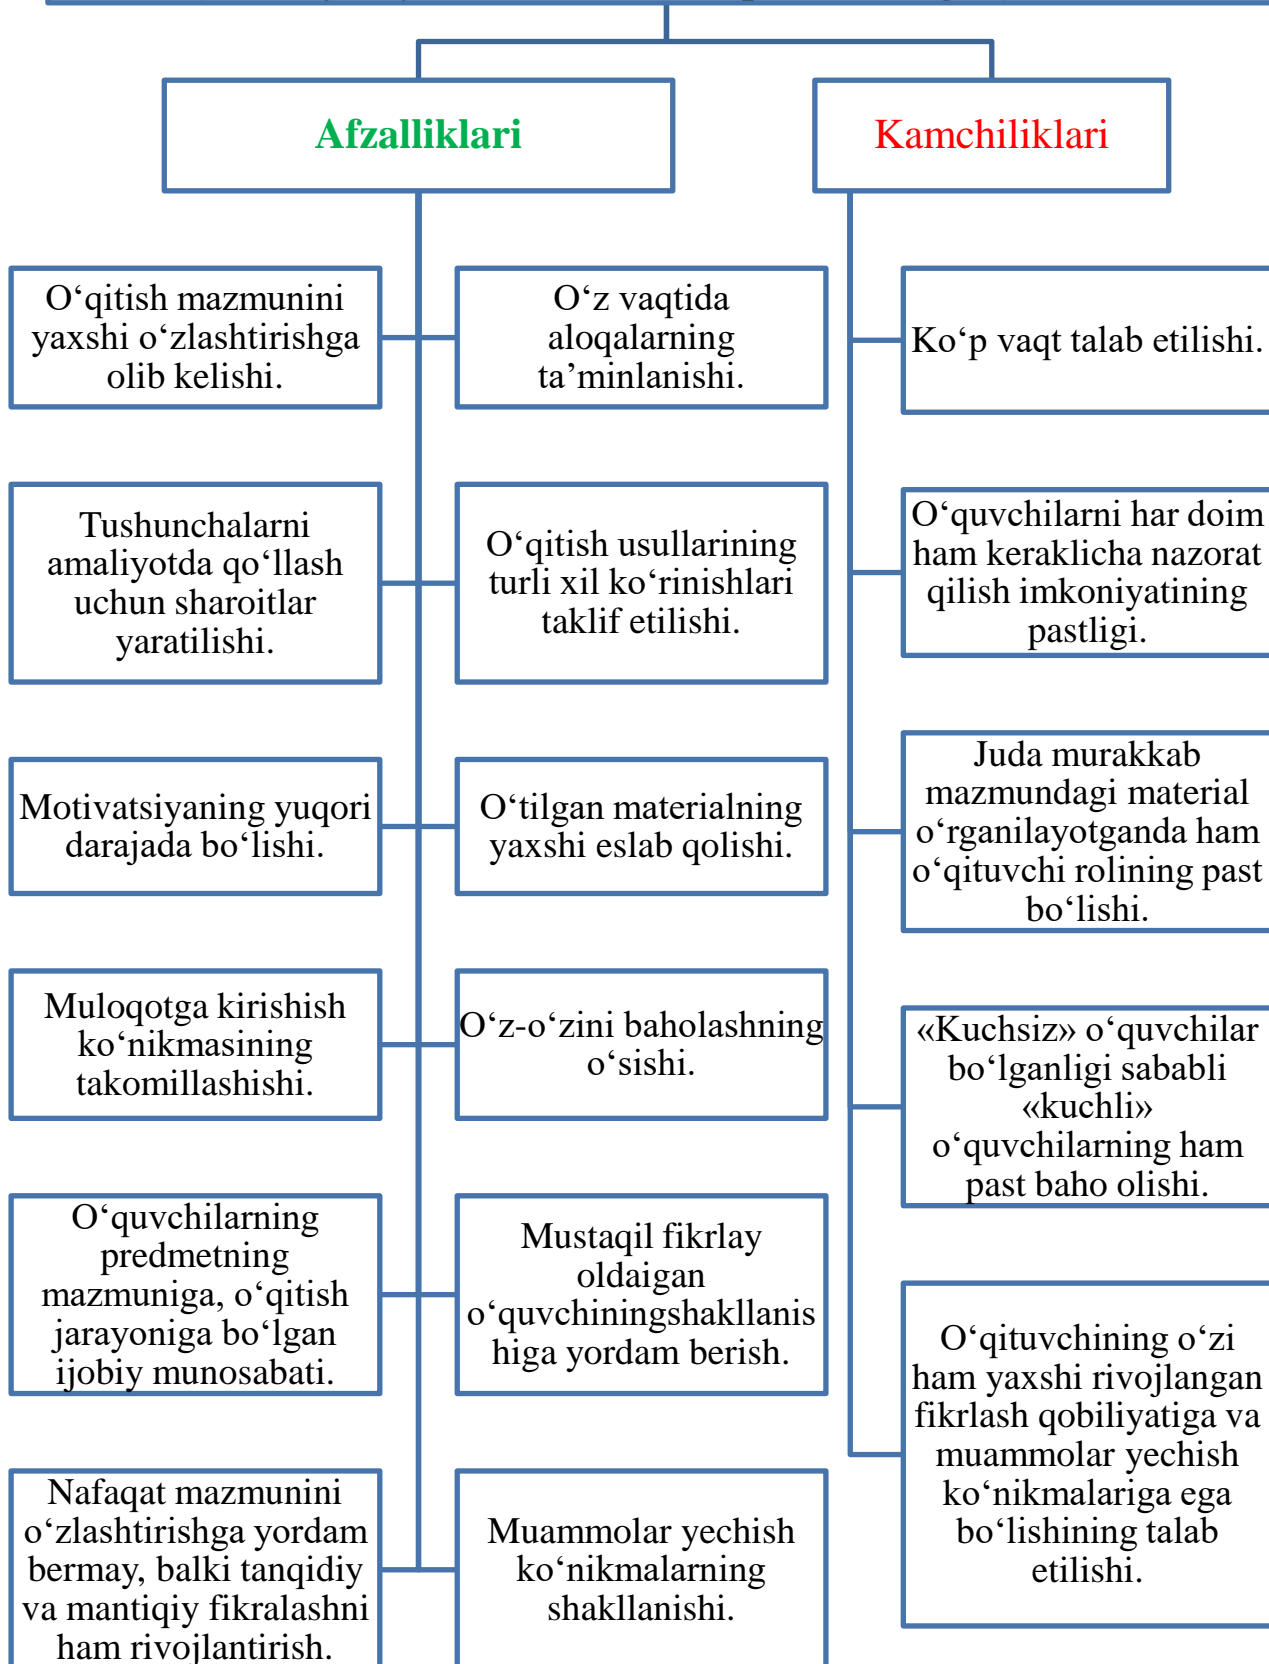 Afzalliklari
Kamchiliklari
O‘qitish mazmunini
yaxshi o‘zlashtirishga
olib kelishi.
O‘z vaqtida
aloqalarning
ta’minlanishi.
Ko‘p vaqt talab etilishi.
Tushunchalarni
amaliyotda qo‘llash
uchun sharoitlar
yaratilishi.
O‘qitish usullarining
turli xil ko‘rinishlari
taklif etilishi.
O‘quvchilarni har doim
ham keraklicha nazorat
qilish imkoniyatining
pastligi.
Motivatsiyaning yuqori
darajada bo‘lishi.
O‘tilgan materialning
yaxshi eslab qolishi.
Juda murakkab
mazmundagi material
o‘rganilayotganda ham
o‘qituvchi rolining past
bo‘lishi.
Muloqotga kirishish
ko‘nikmasining
takomillashishi.
O‘z-o‘zini baholashning
o‘sishi.
«Kuchsiz» o‘quvchilar
bo‘lganligi sababli
«kuchli»
o‘quvchilarning ham
past baho olishi.
O‘quvchilarning
predmetning
mazmuniga, o‘qitish
jarayoniga bo‘lgan
ijobiy munosabati.
Mustaqil fikrlay
oldaigan
o‘quvchiningshakllanis
higa yordam berish.
O‘qituvchining o‘zi
ham yaxshi rivojlangan
fikrlash qobiliyatiga va
muammolar yechish
ko‘nikmalariga ega
bo‘lishining talab
etilishi.
Nafaqat mazmunini
o‘zlashtirishga yordam
bermay, balki tanqidiy
va mantiqiy fikralashni
ham rivojlantirish.
Muammolar yechish
ko‘nikmalarning
shakllanishi.